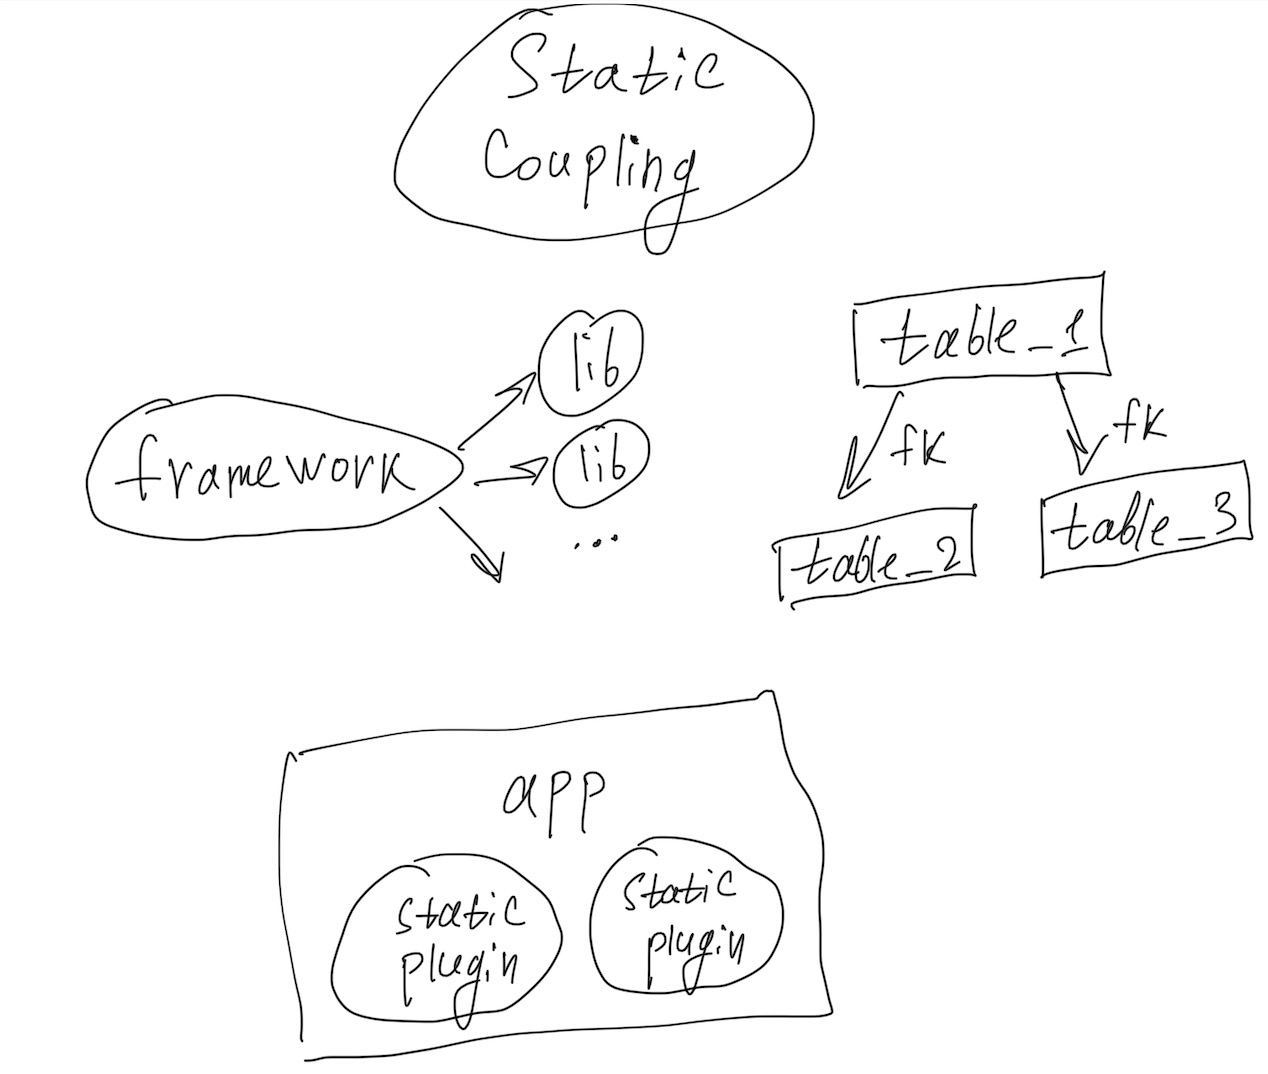 Static
Coupling
lib
framework
lib
...
table_1
fk
fk
table_2
table_3
app
static
plugin
static
plugin